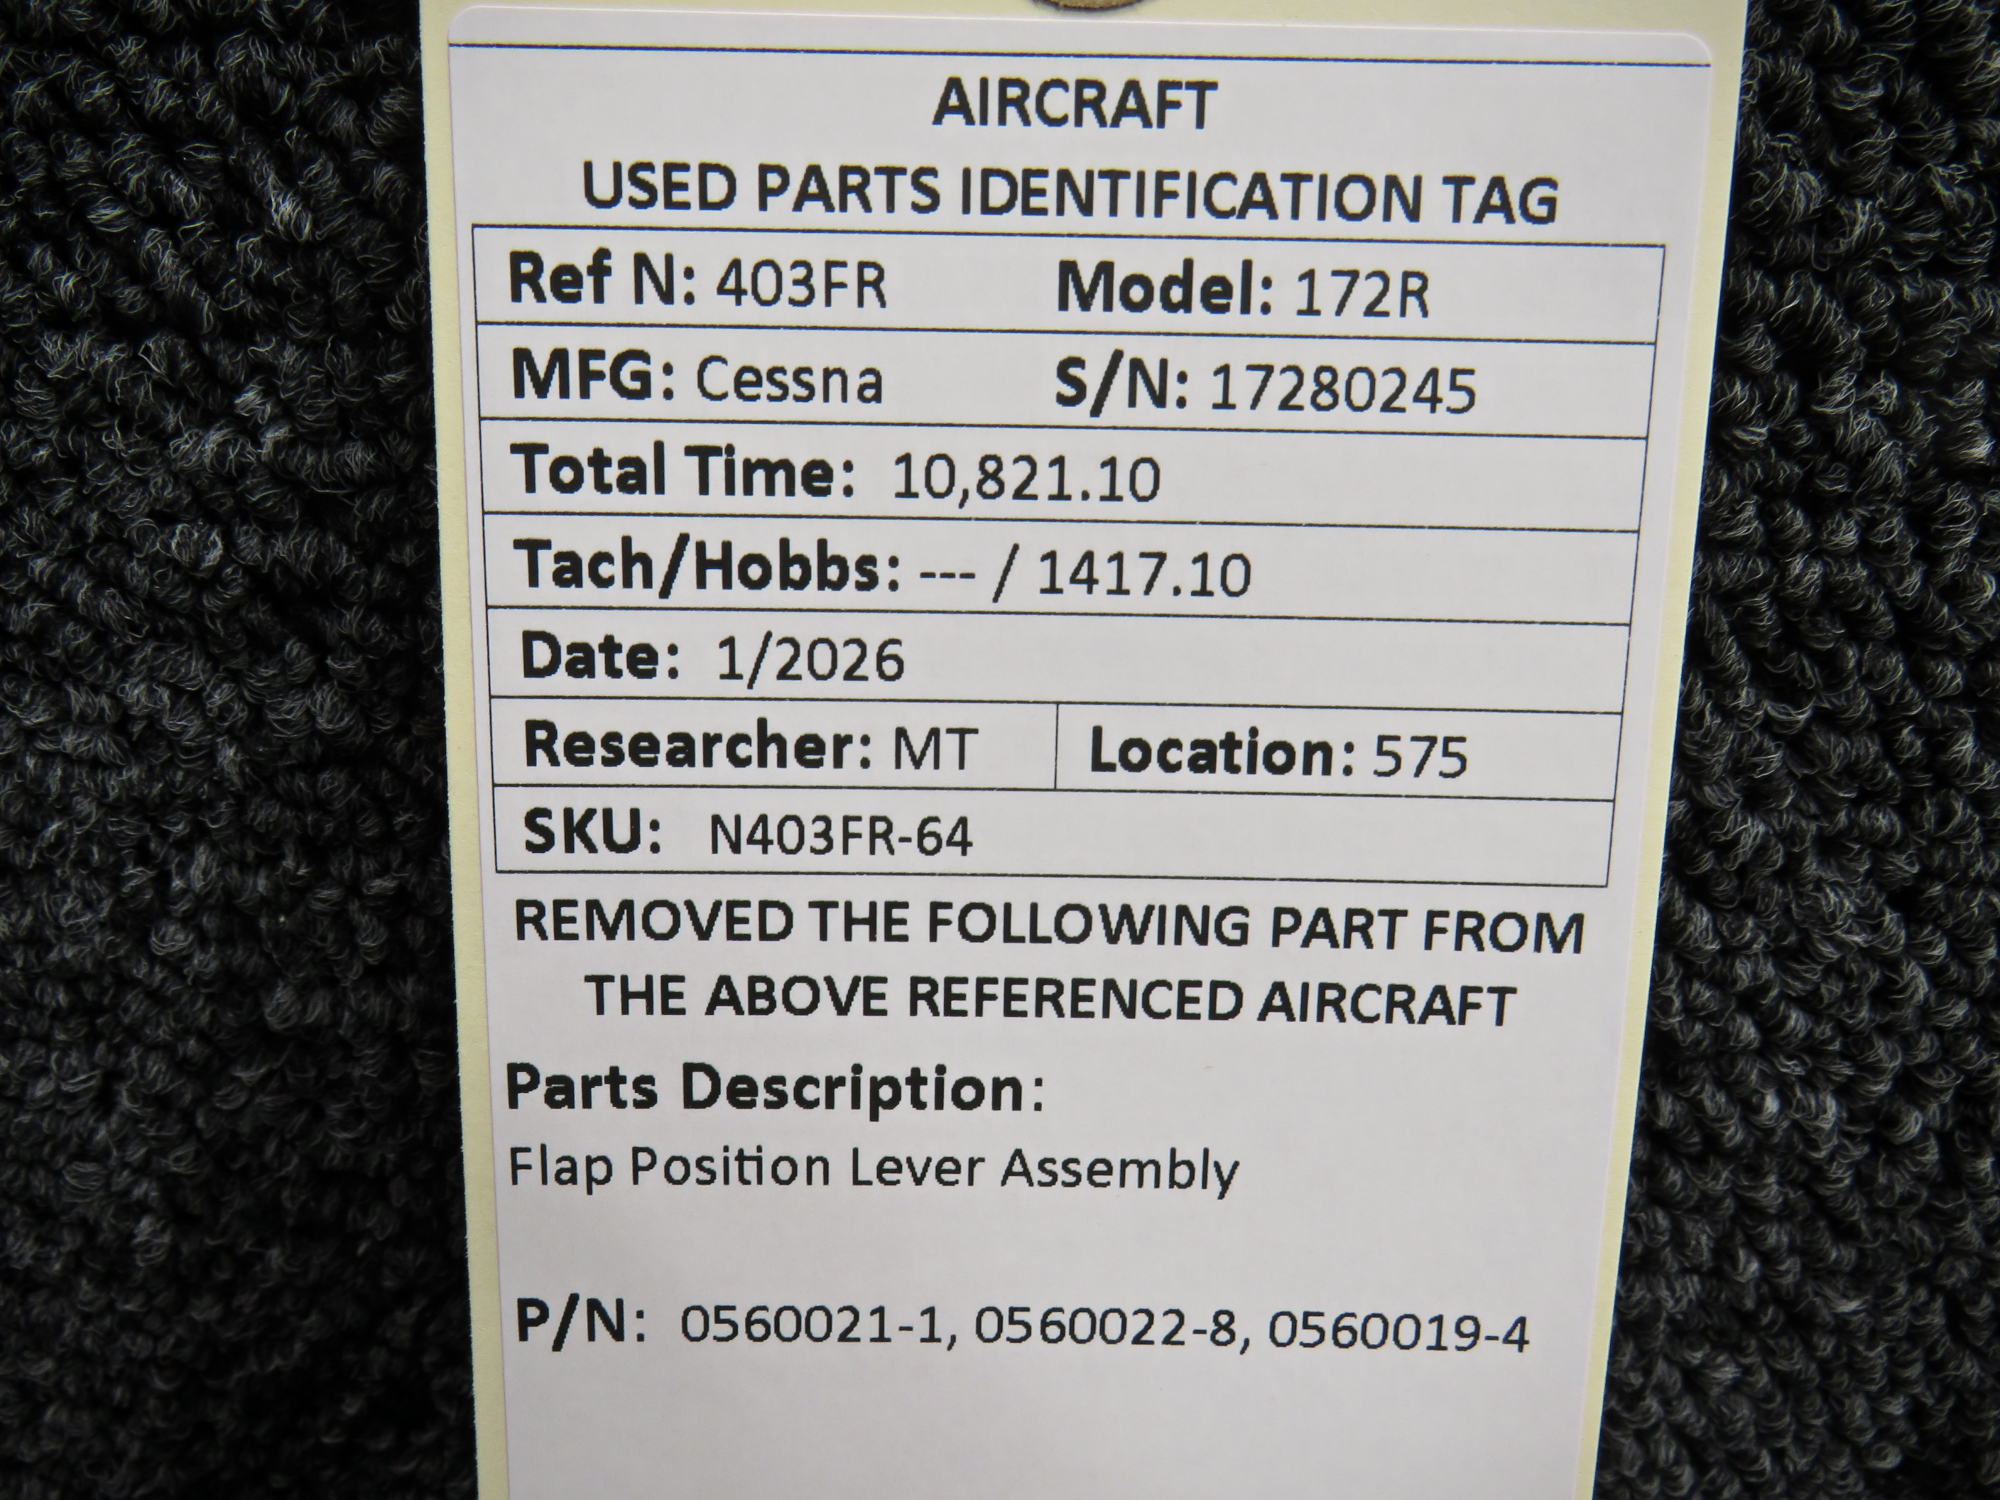 AIRCRAFT
USED PARTS IDENTIFICATION TAG
Ref N: 403FR Model: 172R
MFG: Cessna S/N: 17280245
Total Time: 10,821.10
Tach/Hobbs: --- / 1417.10
Date: 1/2026
Researcher: MT Location: 575
SKU: N403FR-64
REMOVED THE FOLLOWING PART FROM
THE ABOVE REFERENCED AIRCRAFT
Parts Description:
Flap Position Lever Assembly
P/N: 0560021-1, 0560022-8, 0560019-4